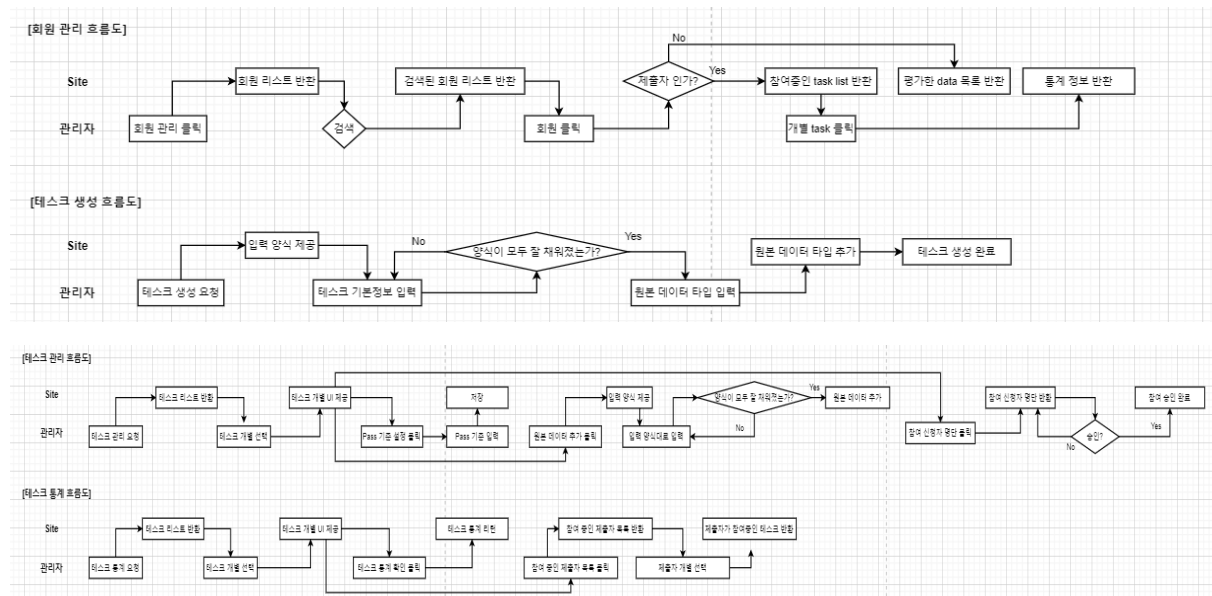 [회원 관리 흐름도]
No
Site
회원 리스트 반환
검색된 회원 리스트 반환
제출자 인가?
Yes
참여중인 task list 반환
평가한 data 목록 반환
통계 정보 반환
관리자
회원 관리 클릭
검색
회원 클릭
개별 task 클릭
[테스크 생성 흐름도]
Site
입력 양식 제공
No
양식이 모두 잘 채워졌는가?
Yes
원본 데이터 타입 추가
테스크 생성 완료
관리자
테스크 생성 요청
테스크 기본정보 입력
원본 데이터 타입 입력
[테스크 관리 흐름도]
Site
테스크 리스트 반환
테스크 개별 UI 제공
저장
입력 양식 제공
양식이 모두 잘 채워졌는가?
Yes
원본 데이터 추가
참여 신청자 명단 반환
참여 승인 완료
관리자
테스크 관리 요청
테스크 개별 선택
Pass 기준 설정 클릭
Pass 기준 입력
원본 데이터 추가 클릭
입력 양식대로 입력
No
참여 신청자 명단 클릭
승인?
No
Yes
[테스크 통계 흐름도]
Site
테스크 리스트 반환
테스크 개별 UI 제공
테스크 통계 리턴
참여 중인 제출자 목록 반환
제출자가 참여중인 테스크 반환
관리자
테스크 통계 요청
테스크 개별 선택
테스크 통계 확인 클릭
참여 중인 제출자 목록 클릭
제출자 개별 선택